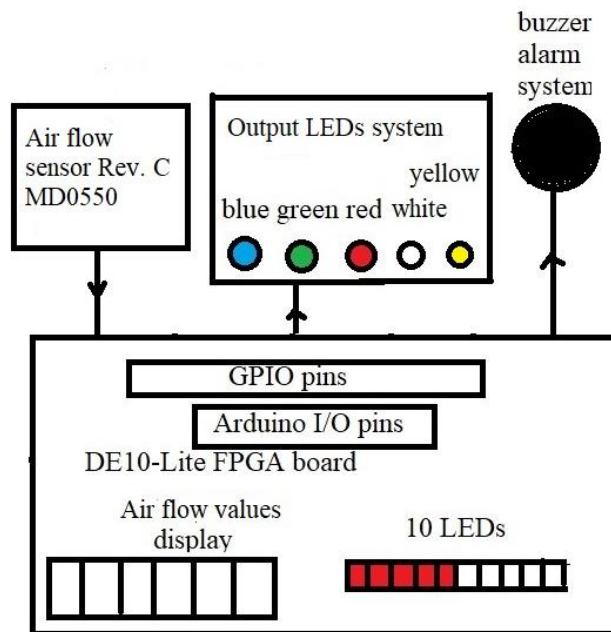 buzzer
alarm
system
Air flow
sensor Rev. C
MD0550
Output LEDs system
yellow
blue green red white
GPIO pins
Arduino I/O pins
DE10-Lite FPGA board
Air flow values
display
10 LEDs